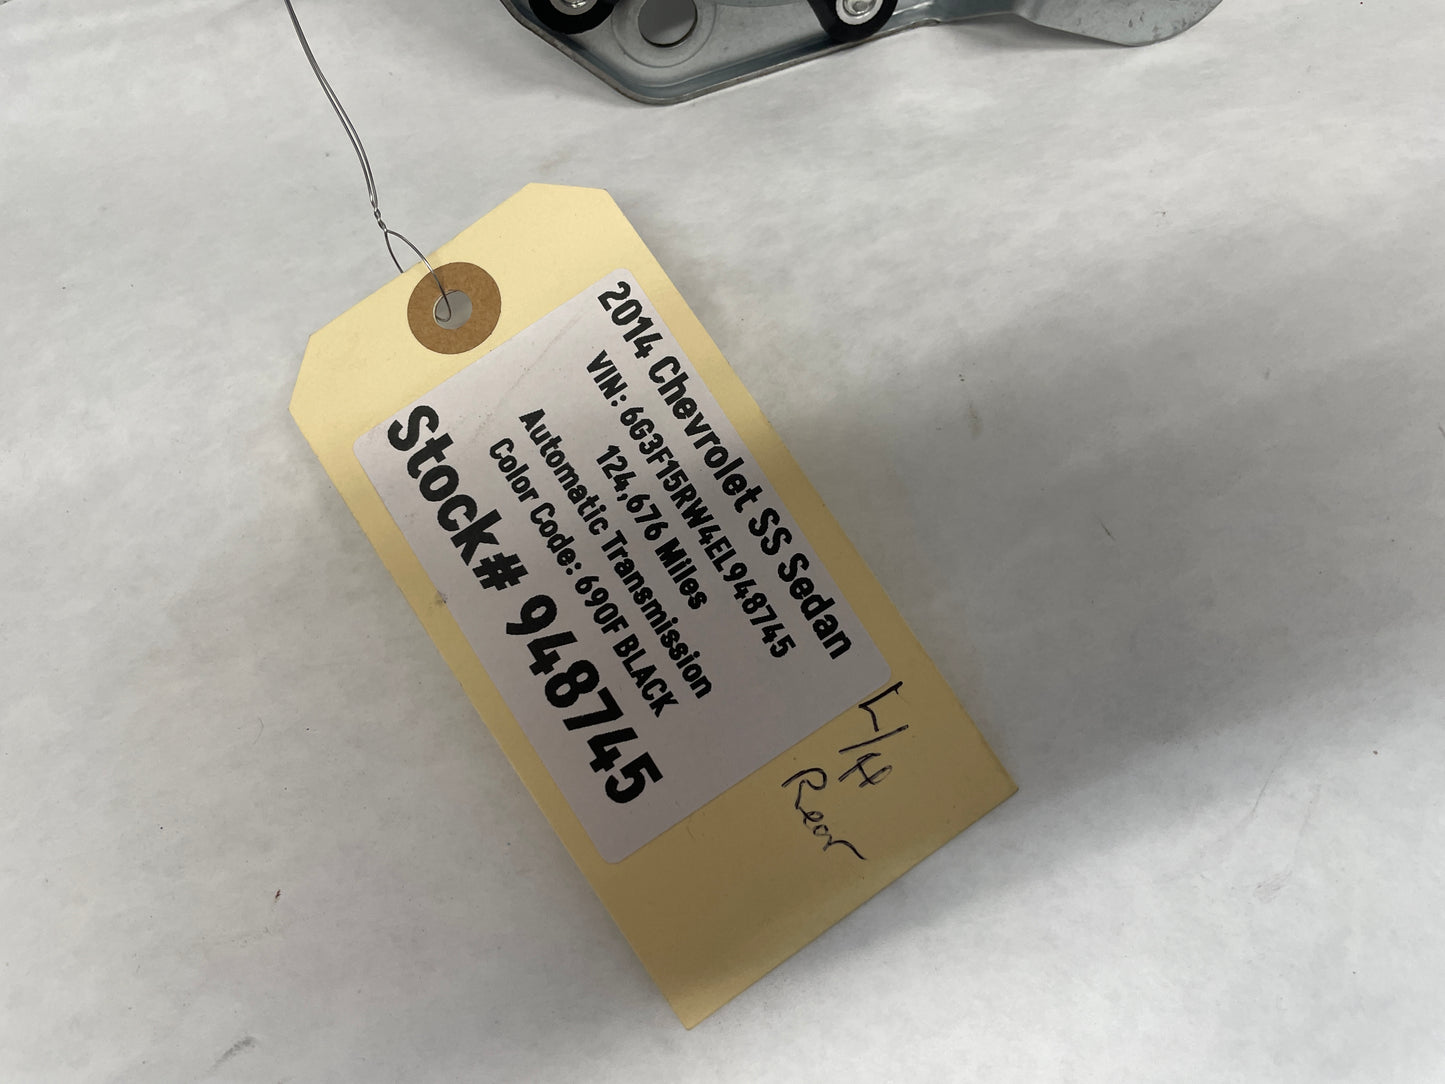 2014 Chevrolet SS Sedan
VIN: 6G3F15RW4EL948745
124,676 Miles
Automatic Transmission
Color Code: 690F BLACK
Stock# 948745
L/H
Rear